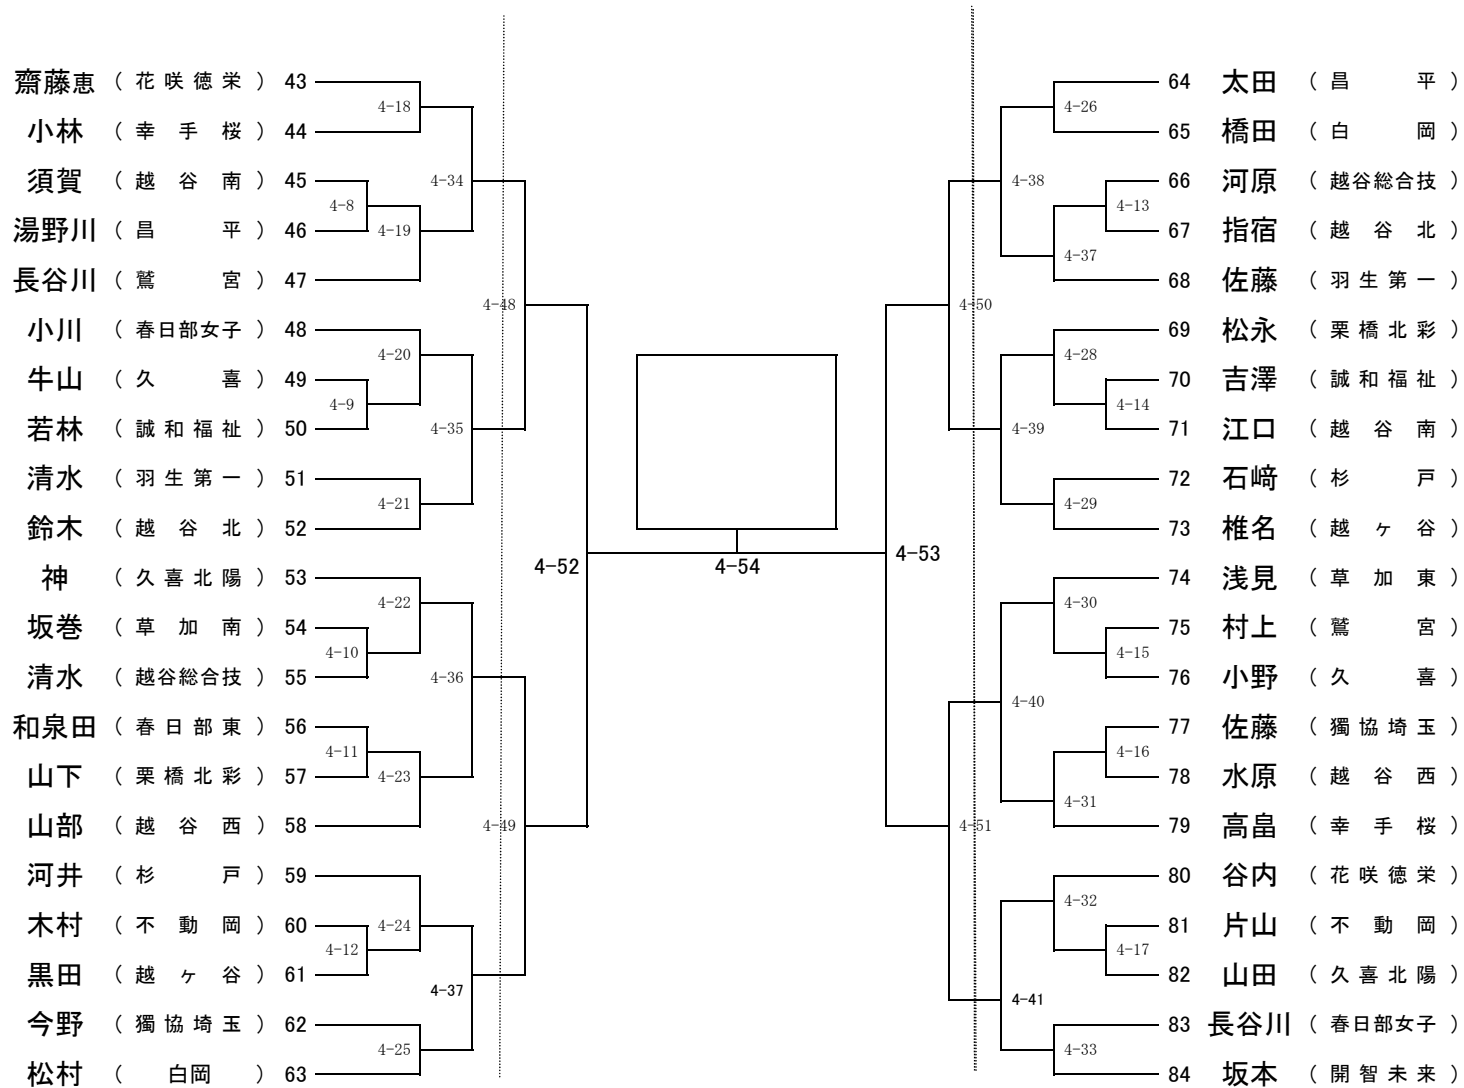 齋藤恵 （ 花 咲 徳 栄 ） 43
小林 （ 幸 手 桜 ） 44
須賀 （ 越 谷 南 ） 45
湯野川 （ 昌 平 ） 46
長谷川 （ 鷲 宮 ） 47
小川 （ 春日部女子 ） 48
牛山 （ 久 喜 ） 49
若林 （ 誠 和 福 祉 ） 50
清水 （ 羽 生 第 一 ） 51
鈴木 （ 越 谷 北 ） 52
神 （ 久 喜 北 陽 ） 53
坂巻 （ 草 加 南 ） 54
清水 （ 越谷総合技 ） 55
和泉田 （ 春 日 部 東 ） 56
山下 （ 栗 橋 北 彩 ） 57
山部 （ 越 谷 西 ） 58
河井 （ 杉 戸 ） 59
木村 （ 不 動 岡 ） 60
黒田 （ 越 ヶ 谷 ） 61
今野 （ 獨 協 埼 玉 ） 62
松村 （ 白岡 ） 63
4-8
4-9
4-10
4-11
4-12
4-18
4-19
4-20
4-21
4-22
4-23
4-24
4-25
4-34
4-35
4-36
4-37
4-48
4-49
4-52
4-54
4-53
4-50
4-51
4-38
4-39
4-40
4-41
4-26
4-37
4-28
4-29
4-30
4-31
4-32
4-33
4-13
4-14
4-15
4-16
4-17
64 太田 （ 昌 平 ）
65 橋田 （ 白 岡 ）
66 河原 （ 越谷総合技 ）
67 指宿 （ 越 谷 北 ）
68 佐藤 （ 羽 生 第 一 ）
69 松永 （ 栗 橋 北 彩 ）
70 吉澤 （ 誠 和 福 祉 ）
71 江口 （ 越 谷 南 ）
72 石﨑 （ 杉 戸 ）
73 椎名 （ 越 ヶ 谷 ）
74 浅見 （ 草 加 東 ）
75 村上 （ 鷲 宮 ）
76 小野 （ 久 喜 ）
77 佐藤 （ 獨 協 埼 玉 ）
78 水原 （ 越 谷 西 ）
79 高畠 （ 幸 手 桜 ）
80 谷内 （ 花 咲 徳 栄 ）
81 片山 （ 不 動 岡 ）
82 山田 （ 久 喜 北 陽 ）
83 長谷川 （ 春日部女子 ）
84 坂本 （ 開 智 未 来 ）